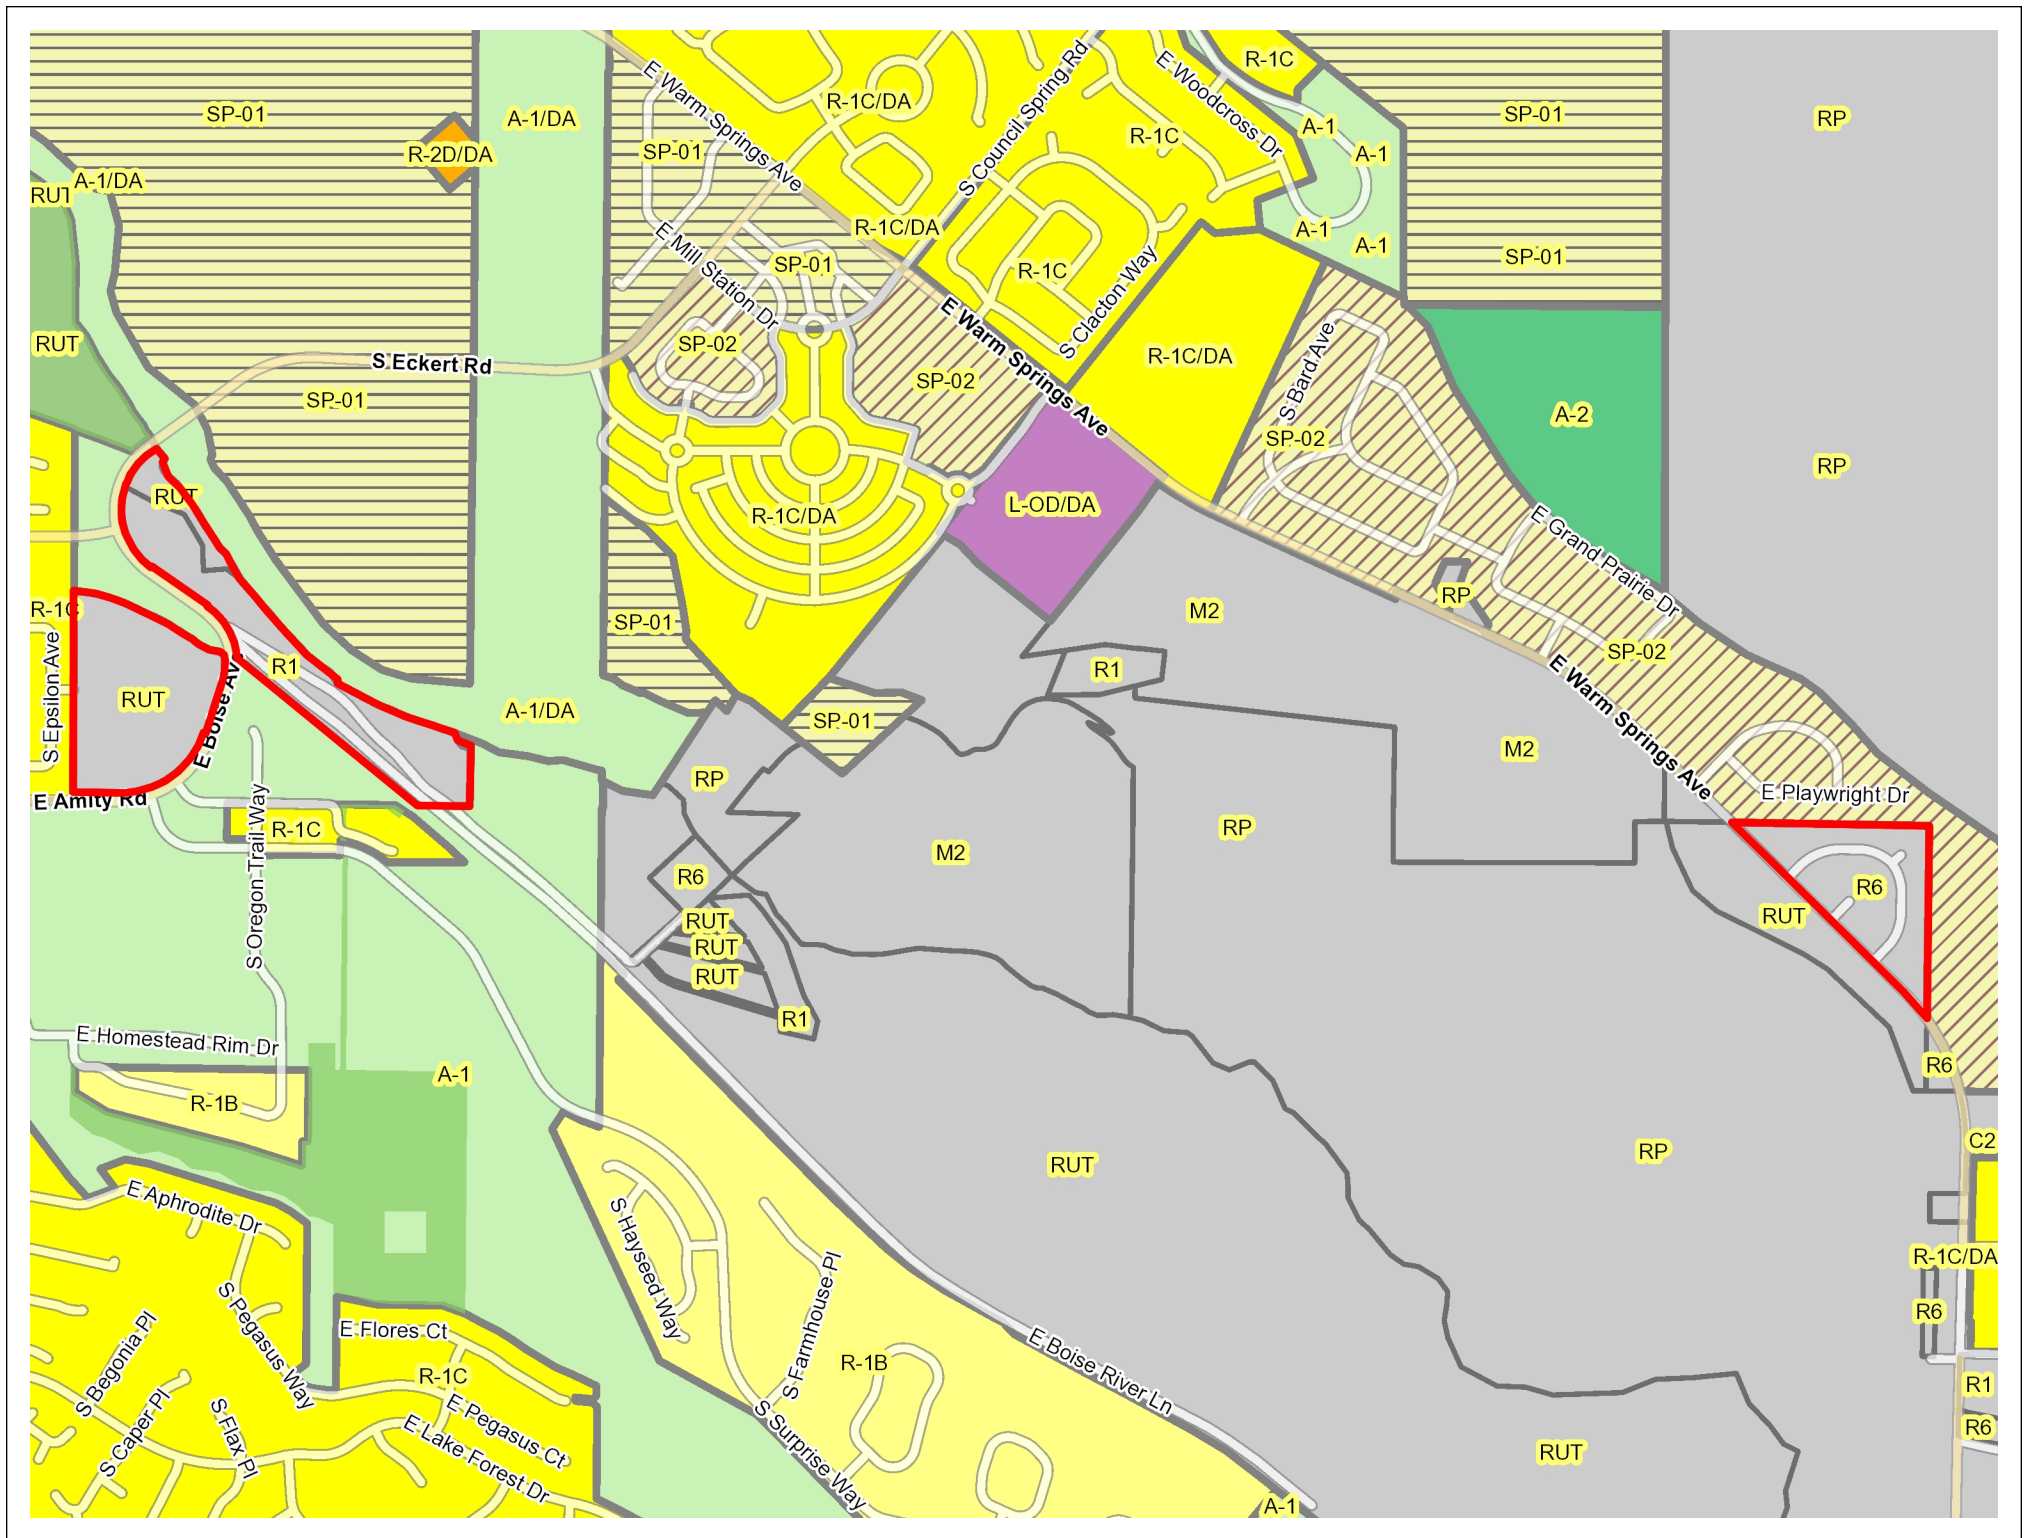 R-1C
E Warm Springs Ave
R-1C/DA
S Council Spring Rd
E Woodcross Dr
SP-01
A-1/DA
SP-01
RP
R-1C
A-1
A-1
R-2D/DA
SP-01
A-1/DA
RUT
R-1C/DA
A-1
A-1
E Mill Station Dr
SP-01
R-1C
S Clacton Way
SP-01
RUT
SP-02
E Warm Springs Ave
R-1C/DA
S Bard Ave
S Eckert Rd
SP-01
SP-02
A-2
SP-02
RP
RUT
R-1C/DA
L-OD/DA
E Grand Prairie Dr
R-1C
SP-01
M2
RP
SP-02
S Epsilon Ave
R1
R1
RUT
E Boise Ave
A-1/DA
SP-01
E Warm Springs Ave
M2
RP
E Playwright Dr
E Amity Rd
R-1C
S Oregon Trail Way
M2
RP
R6
R6
RUT
RUT
RUT
RUT
R1
E Homestead Rim Dr
A-1
R-1B
R6
RUT
RP
C2
E Aphrodite Dr
S Hayseed Way
R-1C/DA
S Pegasus Way
S Farmhouse Pl
R6
S Begonia Pl
E Flores Ct
R-1C
R-1B
E Boise River Ln
R1
S Caper Pl
S Flax Pl
E Pegasus Ct
E Lake Forest Dr
S Surprise Way
R6
RUT
A-1